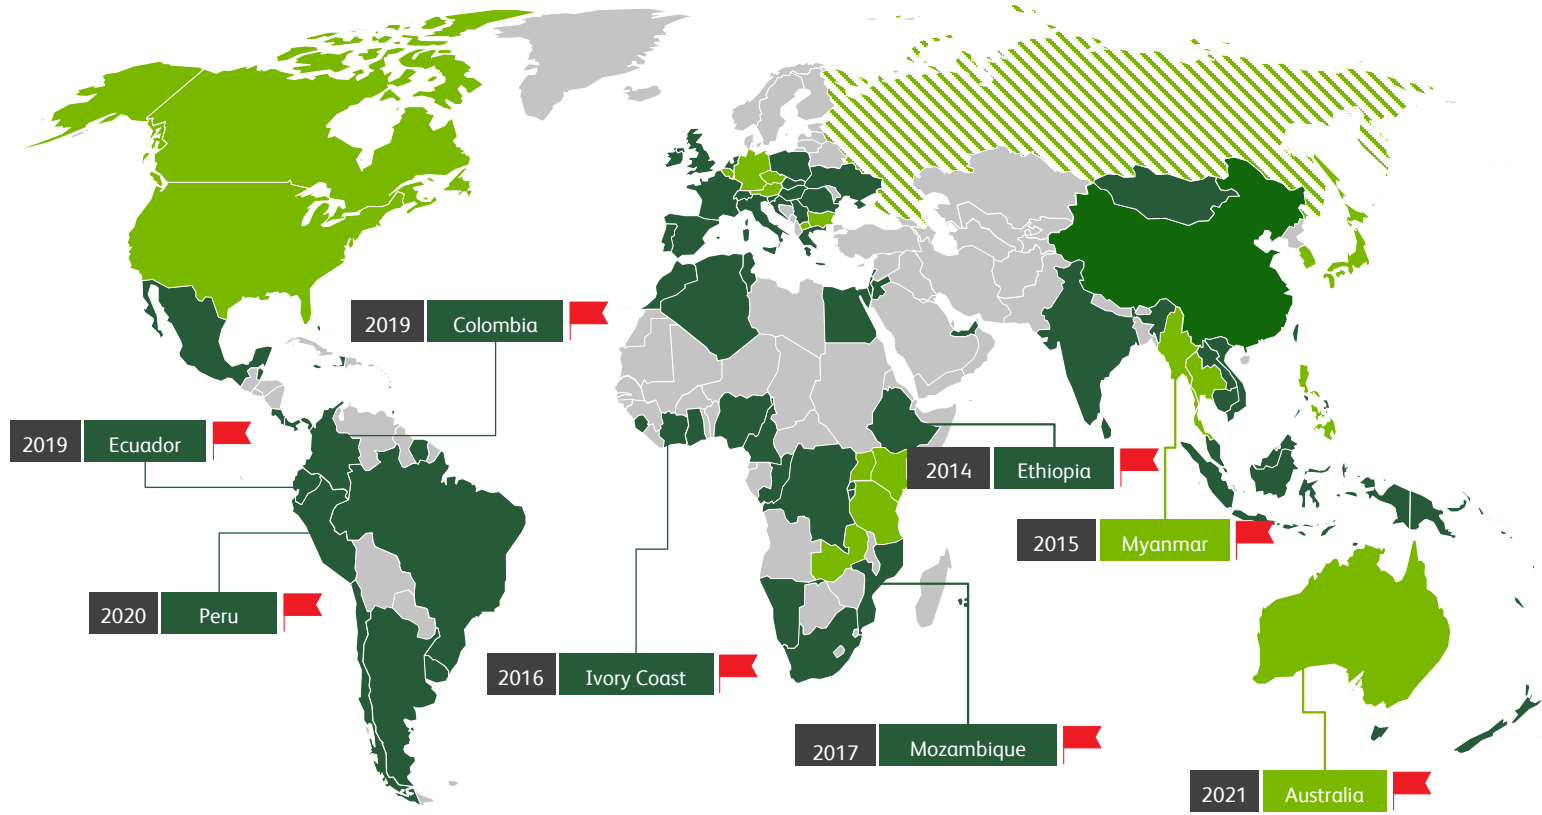 2019 Colombia
2019 Ecuador
2014 Ethiopia
2015 Myanmar
2020 Peru
2016 Ivory Coast
2017 Mozambique
2021 Australia